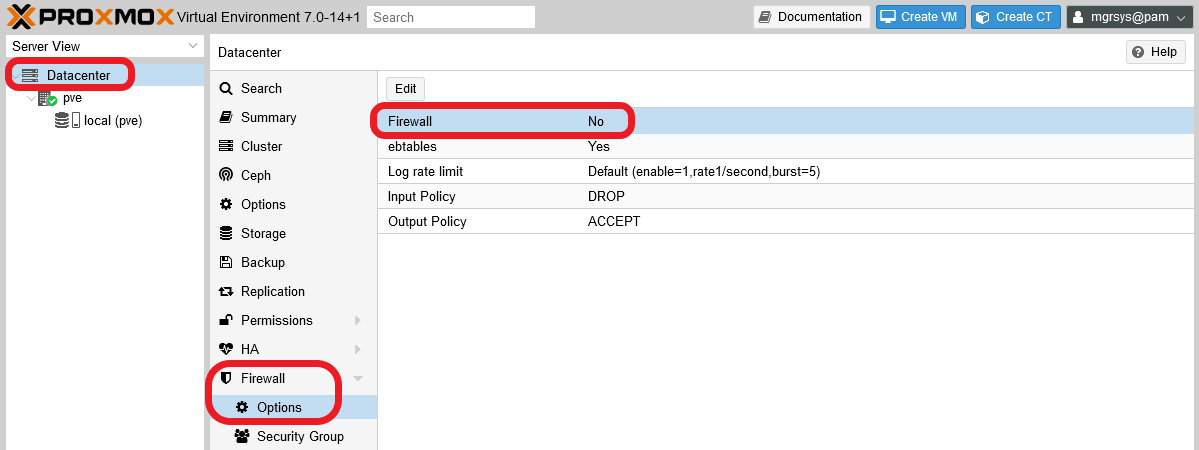 PROXMOX Virtual Environment 7.0-14+1 Search Documentation Create VM Create CT mgrsys@pam
Server View
Datacenter
pve
local (pve)
Datacenter Help
Search
Summary
Cluster
Ceph
Options
Storage
Backup
Replication
Permissions
HA
Firewall
Options
Security Group
Edit
Firewall No
ebtables Yes
Log rate limit Default (enable=1,rate1/second,burst=5)
Input Policy DROP
Output Policy ACCEPT